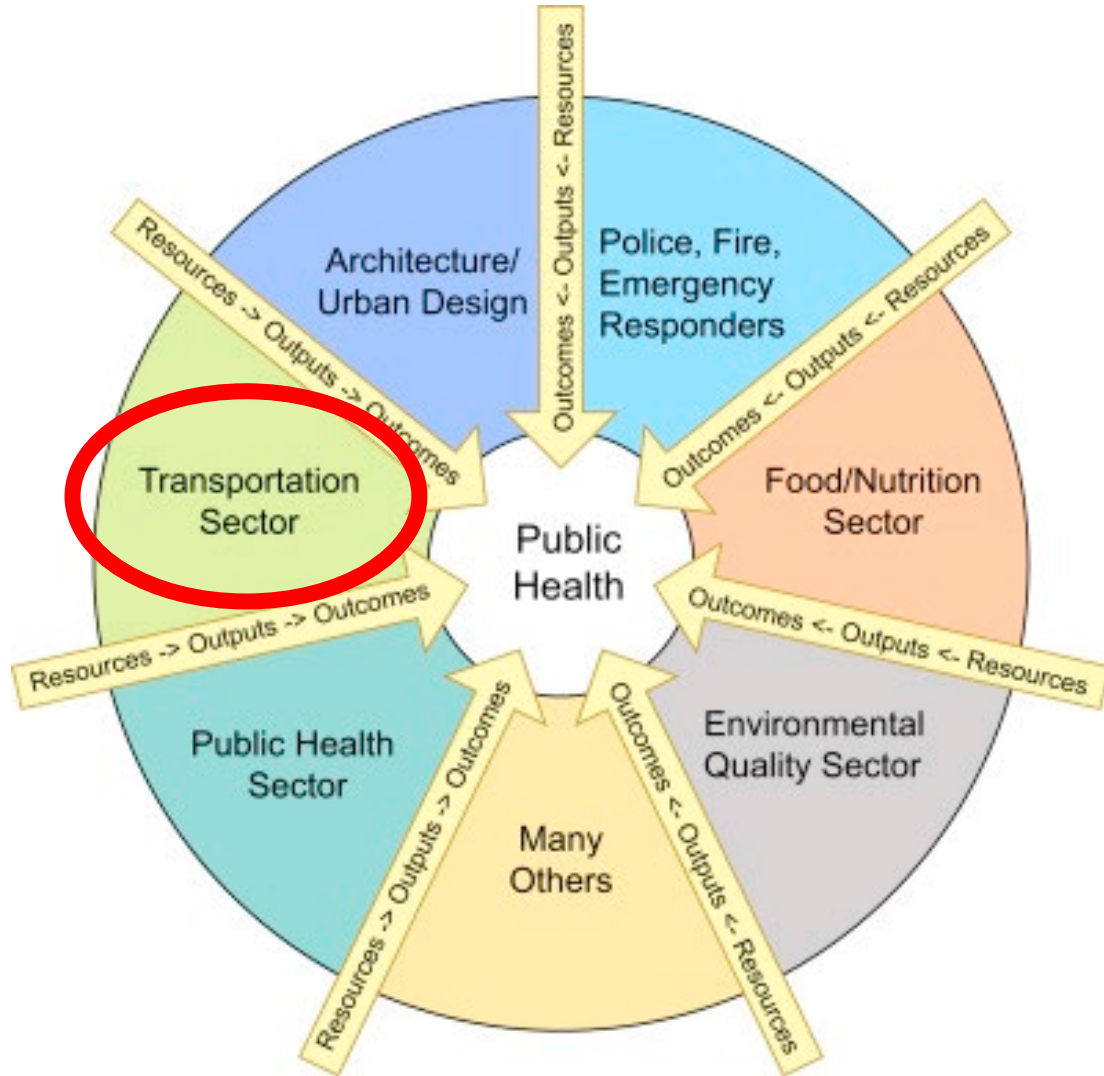 Outcomes <- Outputs <- Resources
Architecture/
Urban Design
Police, Fire,
Emergency
Responders
Resources -> Outputs -> Outcomes
Outcomes <- Outputs <- Resources
Transportation
Sector
Public
Health
Food/Nutrition
Sector
Resources -> Outputs -> Outcomes
Outcomes <- Outputs <- Resources
Public Health
Sector
Environmental
Quality Sector
Resources -> Outputs -> Outcomes
Many
Others
Outcomes <- Outputs <- Resources